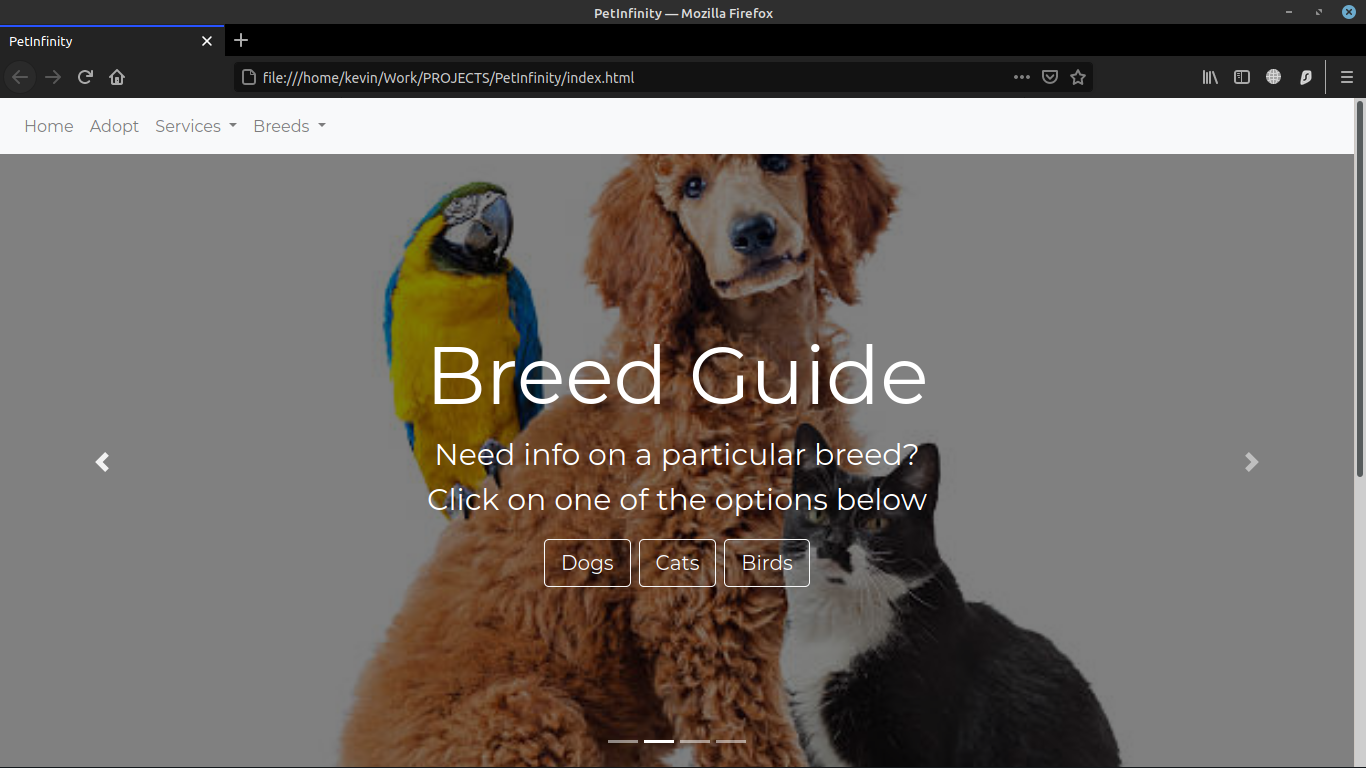 PetInfinity — Mozilla Firefox
PetInfinity
file:///home/kevin/Work/PROJECTS/PetInfinity/index.html
Home Adopt Services Breeds
Breed Guide
Need info on a particular breed?
Click on one of the options below
Dogs Cats Birds